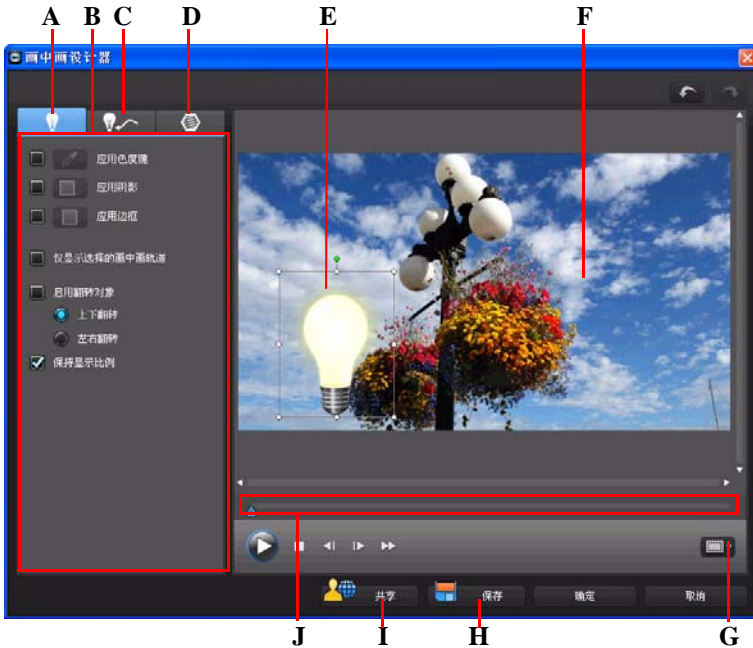 A B C D E F
画中画设计器
应用色度键
应用阴影
应用边框
仅显示选择的画中画轨道
启用翻转对象
上下翻转
左右翻转
保持显示比例
共享 保存 确定 取消
J I H G